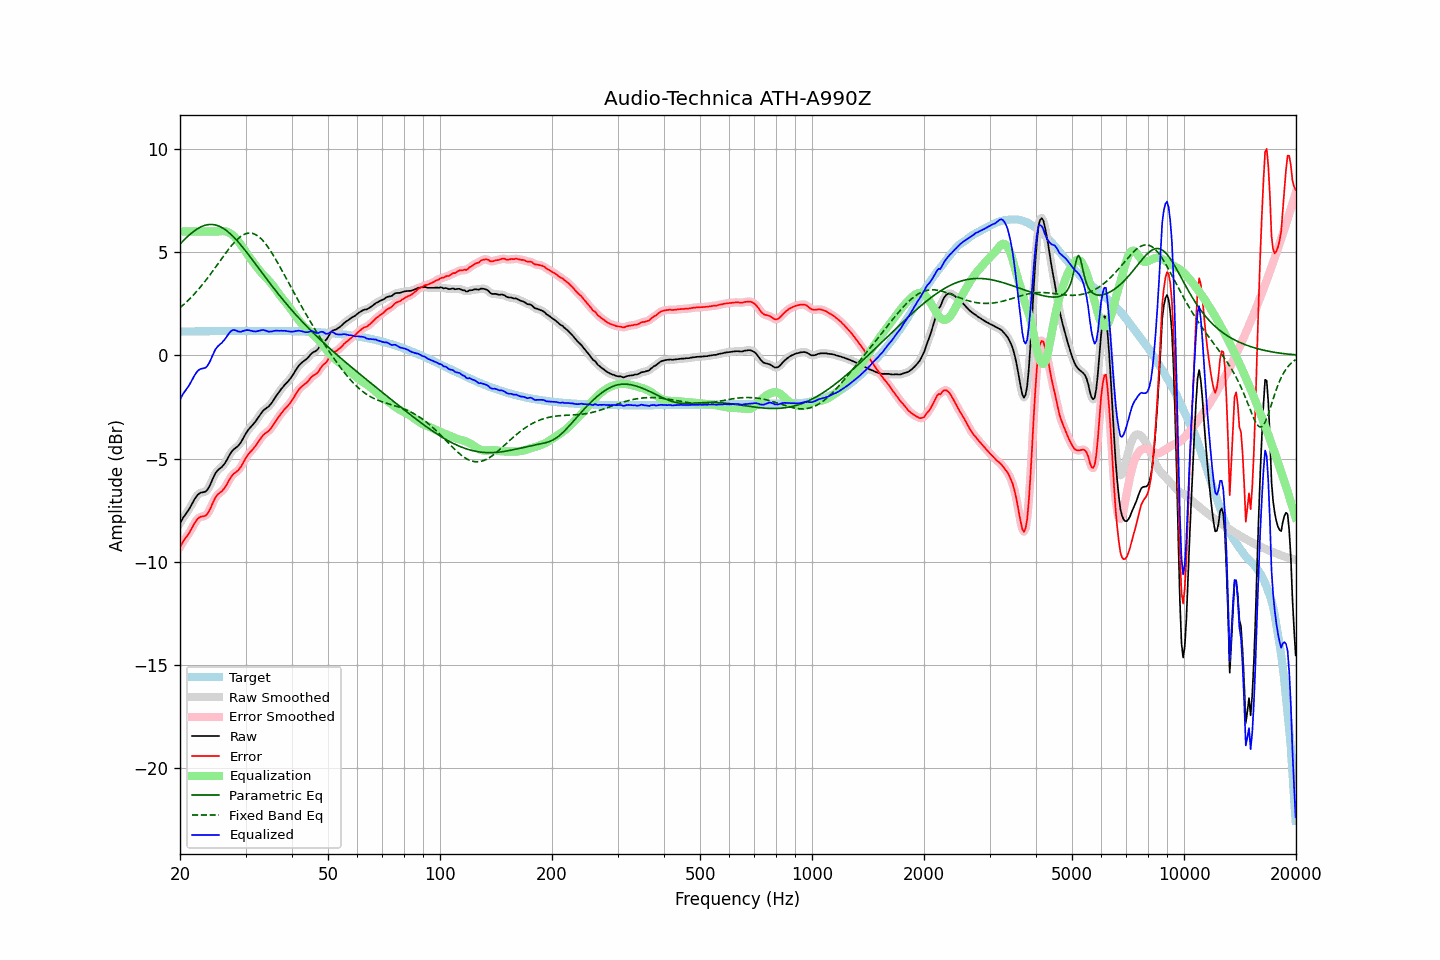 Audio-Technica ATH-A990Z
Amplitude (dBr)
10
5
0
−5
−10
−15
−20
Target
Raw Smoothed
Error Smoothed
Raw
Error
Equalization
Parametric Eq
Fixed Band Eq
Equalized
20 50 100 200 500 1000 2000 5000 10000 20000
Frequency (Hz)